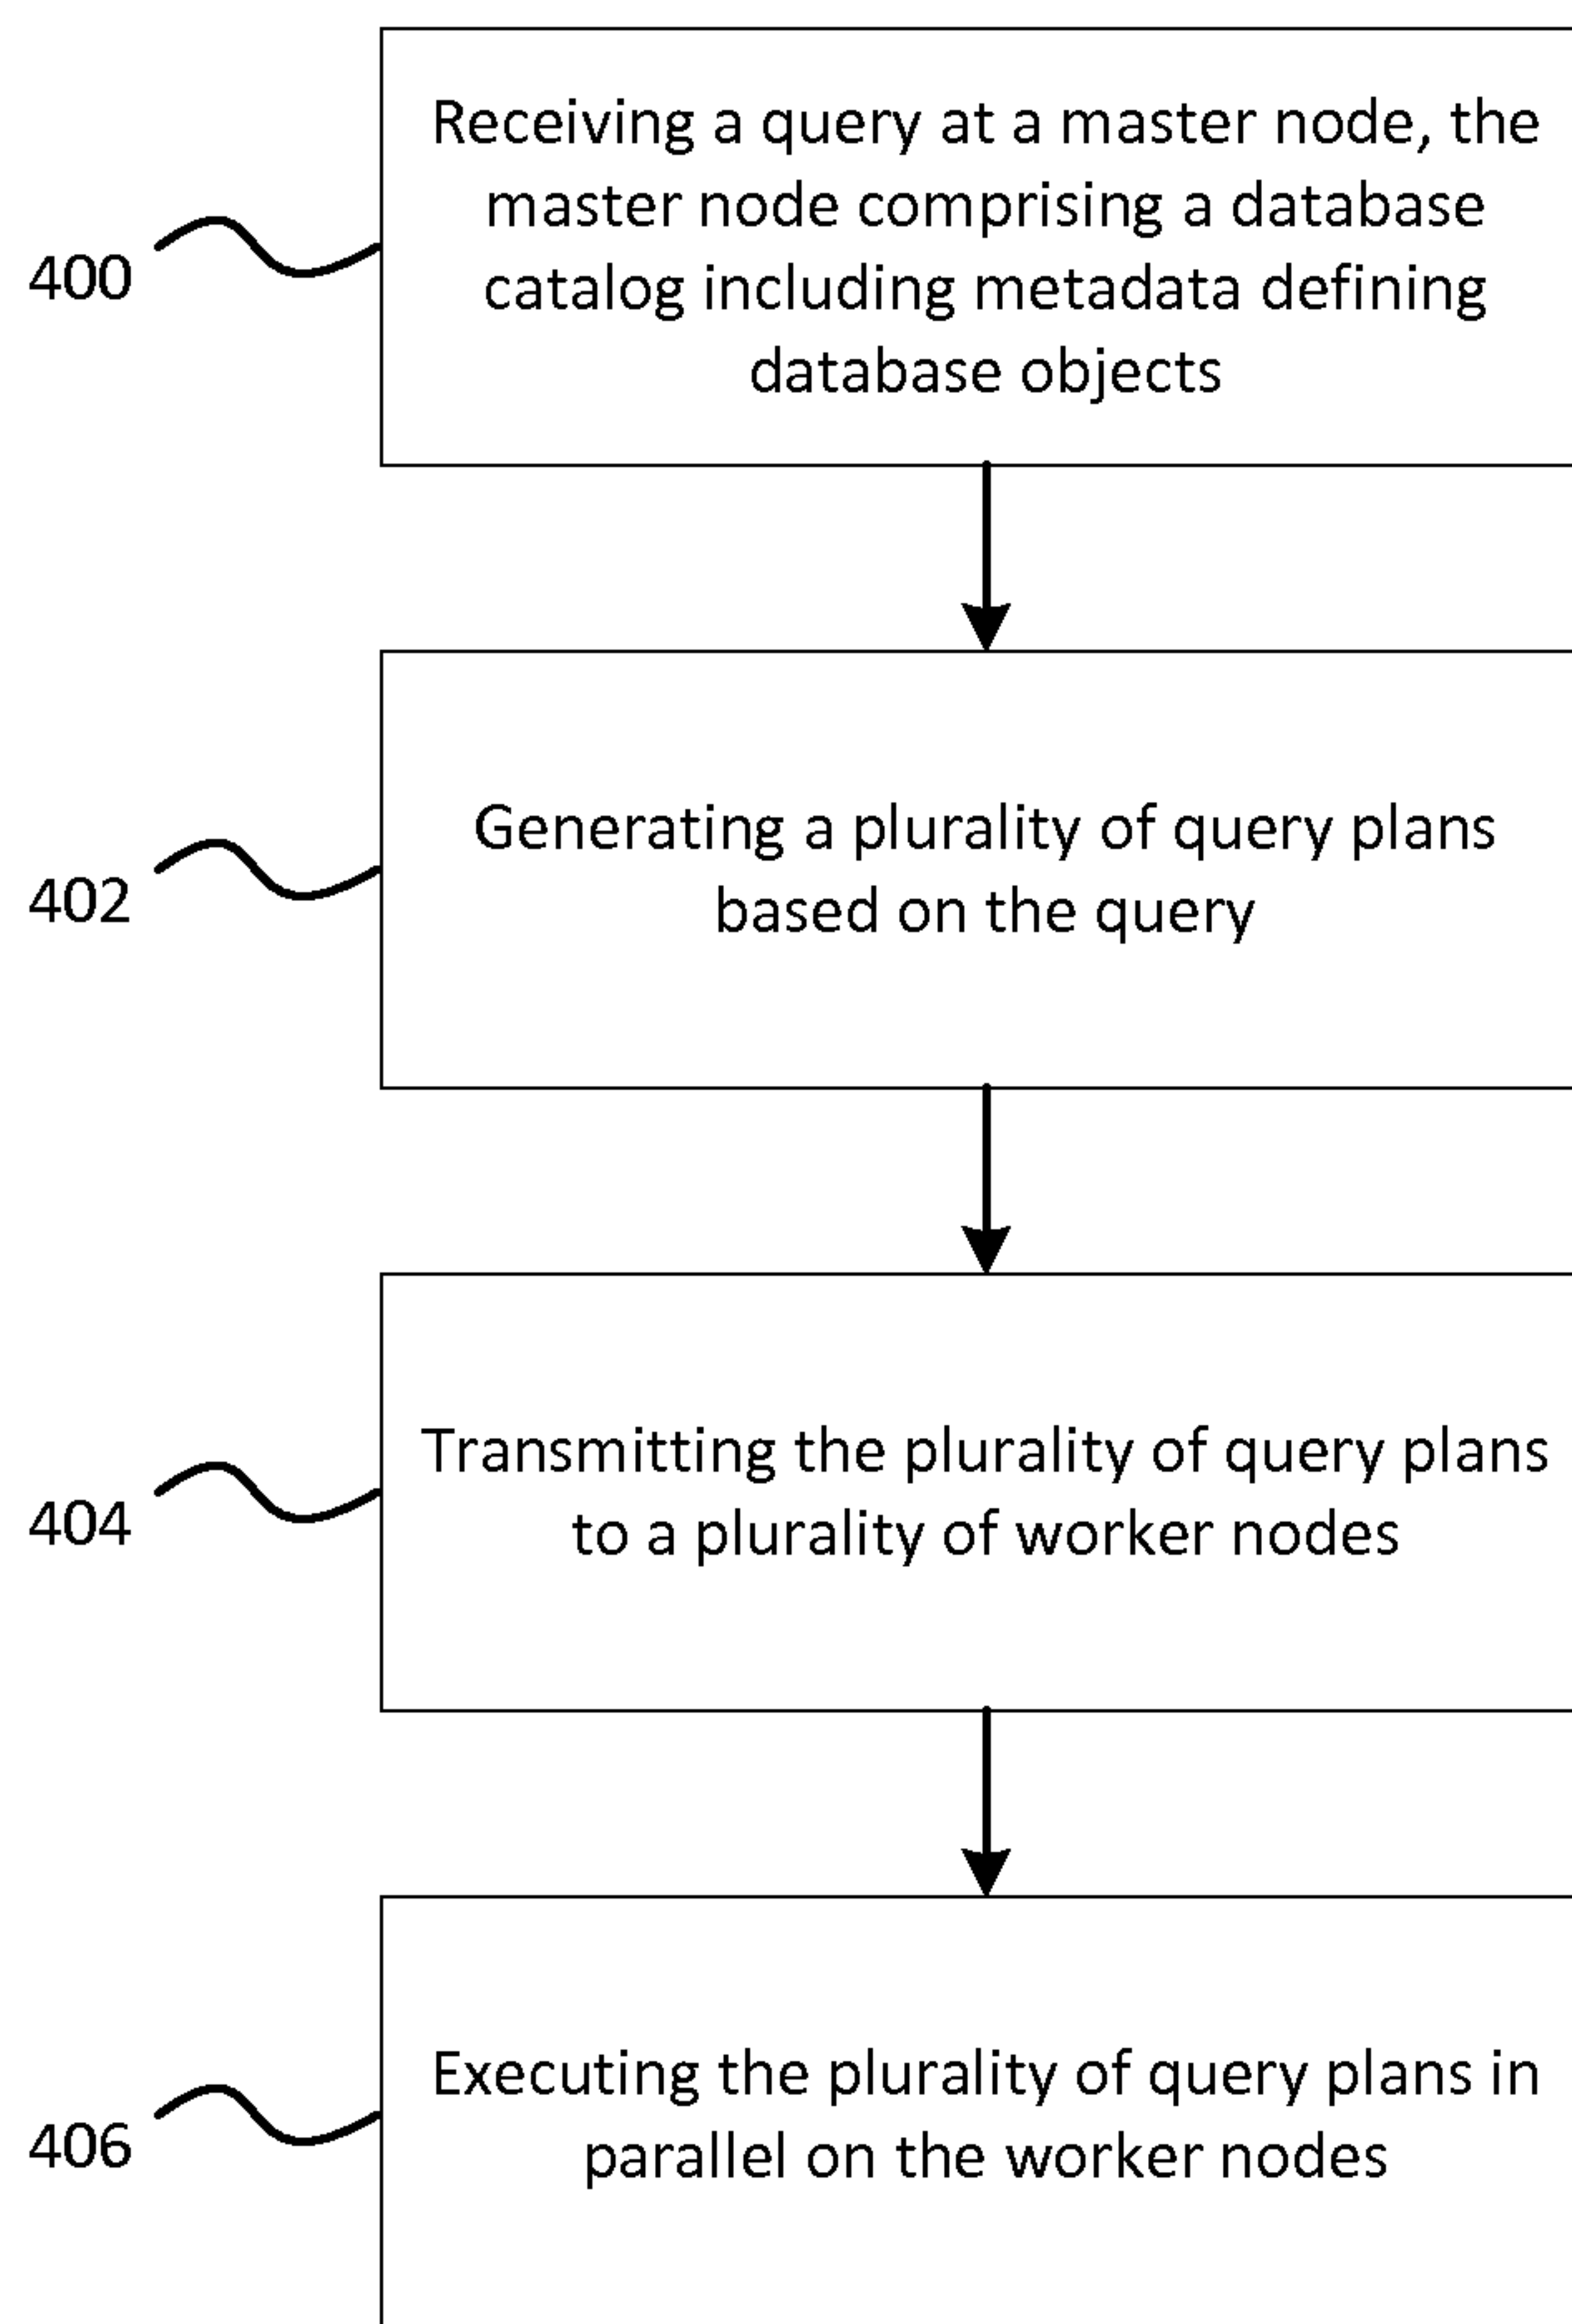 Receiving a query at a master node, the
master node comprising a database
catalog including metadata defining
database objects
400
Generating a plurality of query plans
based on the query
402
Transmitting the plurality of query plans
to a plurality of worker nodes
404
Executing the plurality of query plans in
parallel on the worker nodes
406